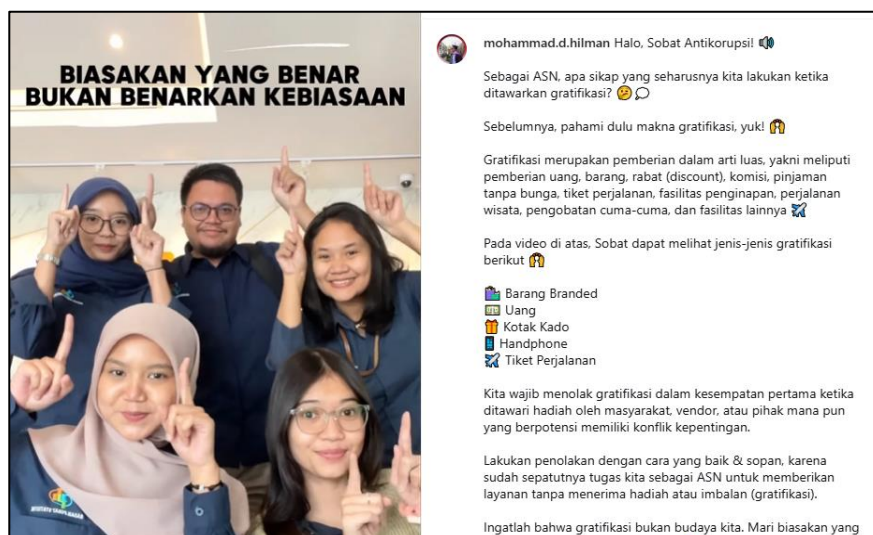 BIASAKAN YANG BENAR
BUKAN BENARKAN KEBIASAAN
mohammad.d.hilman Halo, Sobat Antikorupsi!
Sebagai ASN, apa sikap yang seharusnya kita lakukan ketika
ditawarkan gratifikasi?
Sebelumnya, pahami dulu makna gratifikasi, yuk!
Gratifikasi merupakan pemberian dalam arti luas, yakni meliputi
pemberian uang, barang, rabat (discount), komisi, pinjaman
tanpa bunga, tiket perjalanan, fasilitas penginapan, perjalanan
wisata, pengobatan cuma-cuma, dan fasilitas lainnya
Pada video di atas, Sobat dapat melihat jenis-jenis gratifikasi
berikut
Barang Branded
Uang
Kotak Kado
Handphone
Tiket Perjalanan
Kita wajib menolak gratifikasi dalam kesempatan pertama ketika
ditawari hadiah oleh masyarakat, vendor, atau pihak mana pun
yang berpotensi memiliki konflik kepentingan.
Lakukan penolakan dengan cara yang baik & sopan, karena
sudah sepatutnya tugas kita sebagai ASN untuk memberikan
layanan tanpa menerima hadiah atau imbalan (gratifikasi).
Ingatlah bahwa gratifikasi bukan budaya kita. Mari biasakan yang